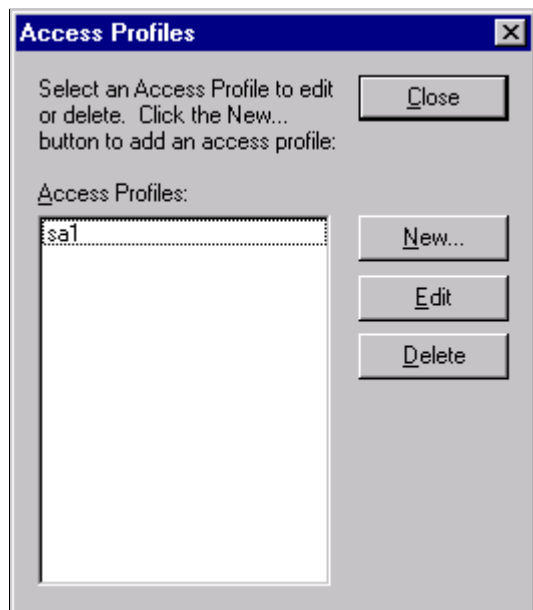 Access Profiles
Select an Access Profile to edit
or delete. Click the New...
button to add an access profile:
Close
Access Profiles:
sa1
New...
Edit
Delete